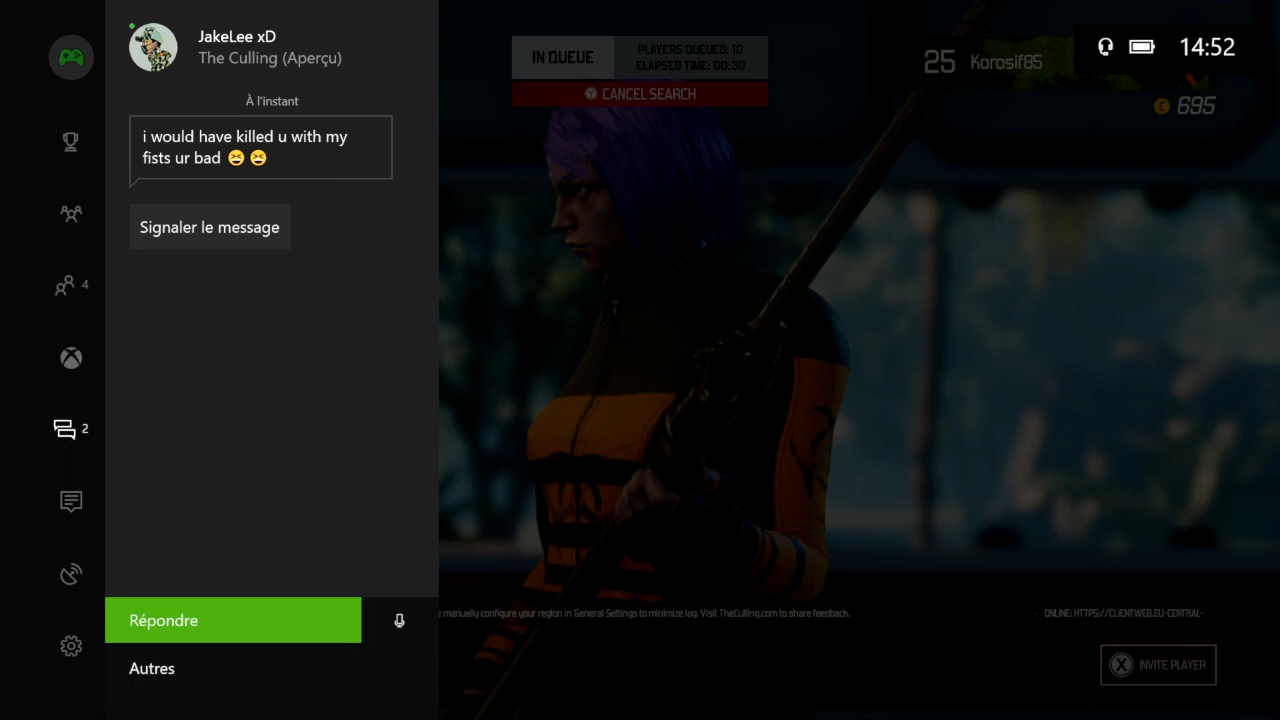 JakeLee xD
The Culling (Aperçu)
À l'instant
i would have killed u with my
fists ur bad 😆 😆
Signaler le message
4
2
Répondre
Autres
IN QUEUE
PLAYERS QUEUED: 10
ELAPSED TIME: 00:30
Y CANCEL SEARCH
25 Korosif85
14:52
C 695
manually configure your region in General Settings to minimize lag. Visit TheCulling.com to share feedback.
ONLINE: HTTPS://CLIENTWEB.EU-CENTRAL-
X INVITE PLAYER